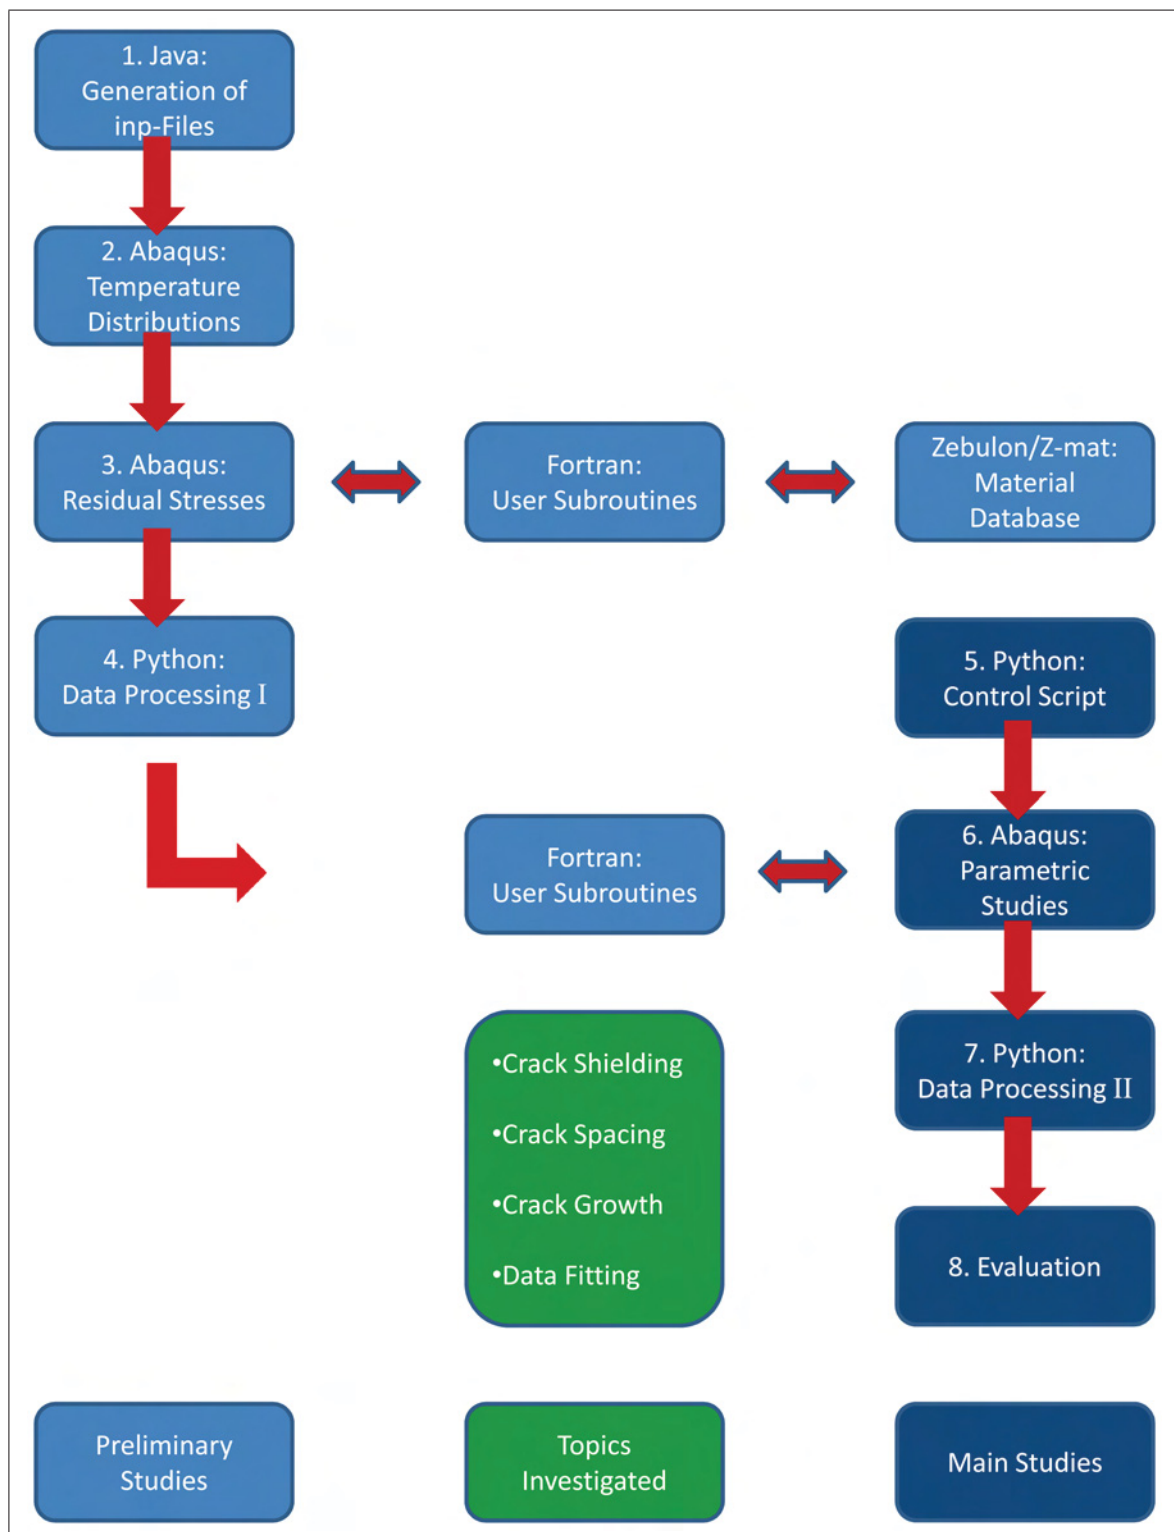 1. Java:
Generation of
inp-Files
2. Abaqus:
Temperature
Distributions
3. Abaqus:
Residual Stresses
Fortran:
User Subroutines
Zebulon/Z-mat:
Material
Database
4. Python:
Data Processing I
5. Python:
Control Script
Fortran:
User Subroutines
6. Abaqus:
Parametric
Studies
•Crack Shielding
•Crack Spacing
•Crack Growth
•Data Fitting
7. Python:
Data Processing II
8. Evaluation
Preliminary
Studies
Topics
Investigated
Main Studies